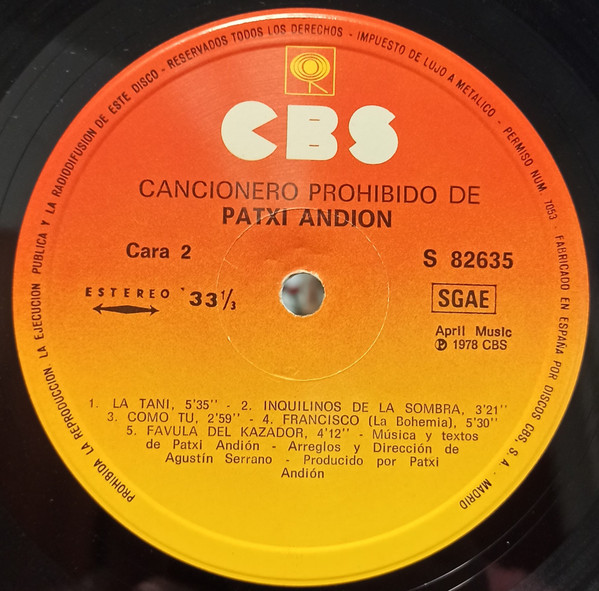 PROHIBIDA LA REPRODUCCION, LA EJECUCION PUBLICA Y LA RADIODIFUSION DE ESTE DISCO - RESERVADOS TODOS LOS DERECHOS - IMPUESTO DE LUJO A METALICO - PERMISO NUM. 7053 - FABRICADO EN ESPAÑA POR DISCOS CBS, S. A. - MADRID
CBS
CANCIONERO PROHIBIDO DE
PATXI ANDION
Cara 2
S 82635
ESTEREO 33 1/3
SGAE
April Music
Ⓟ 1978 CBS
1. LA TANI, 5'35'' - 2. INQUILINOS DE LA SOMBRA, 3'21''
3. COMO TU, 2'59'' - 4. FRANCISCO (La Bohemia), 5'30''
5. FAVULA DEL KAZADOR, 4'12'' - Música y textos
de Patxi Andión - Arreglos y Dirección de
Agustín Serrano - Producido por Patxi
Andión